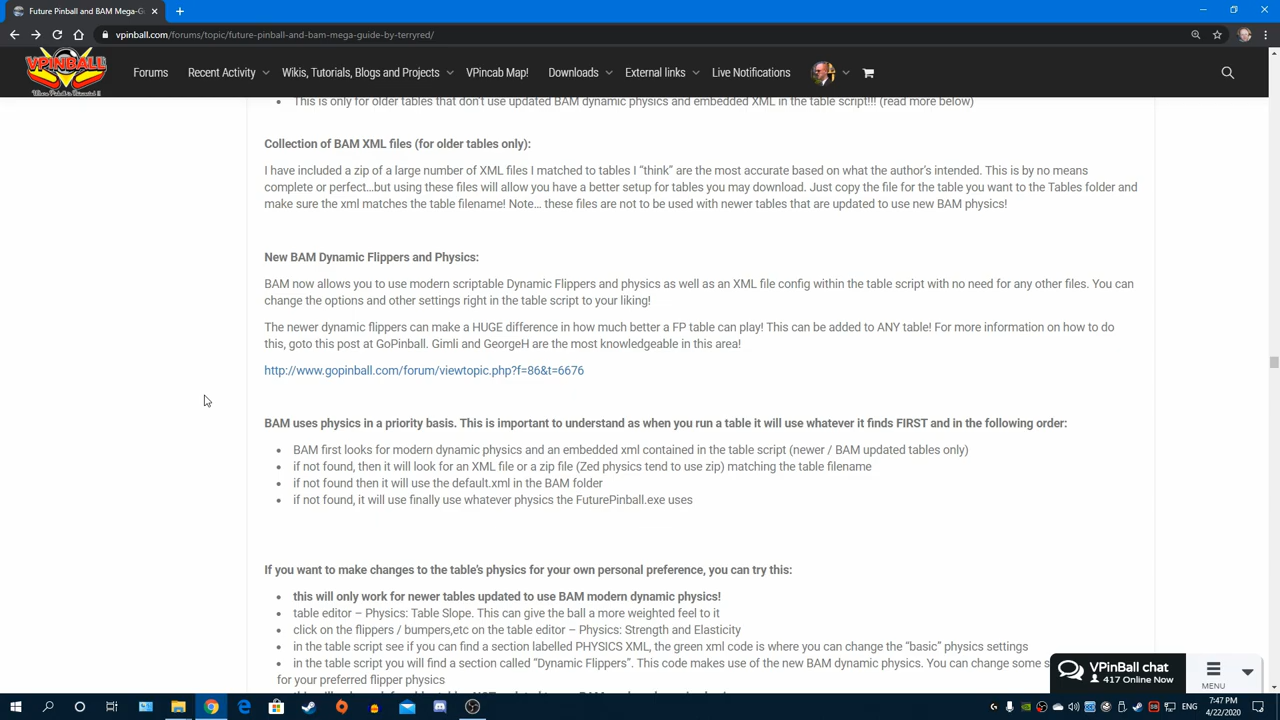 Future Pinball and BAM Mega-G
vpinball.com/forums/topic/future-pinball-and-bam-mega-guide-by-terryred/
VPINBALL
Forums
Recent Activity
Wikis, Tutorials, Blogs and Projects
VPincab Map!
Downloads
External links
Live Notifications
This is only for older tables that don't use updated BAM dynamic physics and embedded XML in the table script!!! (read more below)
Collection of BAM XML files (for older tables only):
I have included a zip of a large number of XML files I matched to tables I “think” are the most accurate based on what the author's intended. This is by no means
complete or perfect…but using these files will allow you have a better setup for tables you may download. Just copy the file for the table you want to the Tables folder and
make sure the xml matches the table filename! Note… these files are not to be used with newer tables that are updated to use new BAM physics!
New BAM Dynamic Flippers and Physics:
BAM now allows you to use modern scriptable Dynamic Flippers and physics as well as an XML file config within the table script with no need for any other files. You can
change the options and other settings right in the table script to your liking!
The newer dynamic flippers can make a HUGE difference in how much better a FP table can play! This can be added to ANY table! For more information on how to do
this, goto this post at GoPinball. Gimli and GeorgeH are the most knowledgeable in this area!
http://www.gopinball.com/forum/viewtopic.php?f=86&t=6676
BAM uses physics in a priority basis. This is important to understand as when you run a table it will use whatever it finds FIRST and in the following order:
BAM first looks for modern dynamic physics and an embedded xml contained in the table script (newer / BAM updated tables only)
if not found, then it will look for an XML file or a zip file (Zed physics tend to use zip) matching the table filename
if not found then it will use the default.xml in the BAM folder
if not found, it will use finally use whatever physics the FuturePinball.exe uses
If you want to make changes to the table's physics for your own personal preference, you can try this:
this will only work for newer tables updated to use BAM modern dynamic physics!
table editor – Physics: Table Slope. This can give the ball a more weighted feel to it
click on the flippers / bumpers,etc on the table editor – Physics: Strength and Elasticity
in the table script see if you can find a section labelled PHYSICS XML, the green xml code is where you can change the “basic” physics settings
in the table script you will find a section called “Dynamic Flippers”. This code makes use of the new BAM dynamic physics. You can change some s
for your preferred flipper physics
VPinBall chat
417 Online Now
MENU
ENG
7:47 PM
4/22/2020